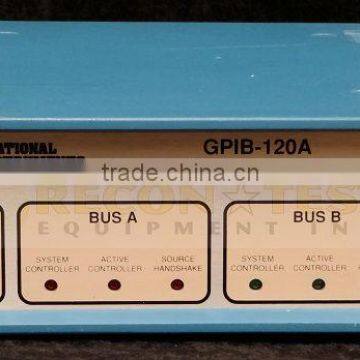 ATIONAL
GPIB-120A
trade.china.cn
RECON TES
EQUIPMENT IN
BUS A
BUS B
SYSTEM CONTROLLER
ACTIVE CONTROLLER
SOURCE HANDSHAKE
SYSTEM CONTROLLER
ACTIVE CONTROLLER